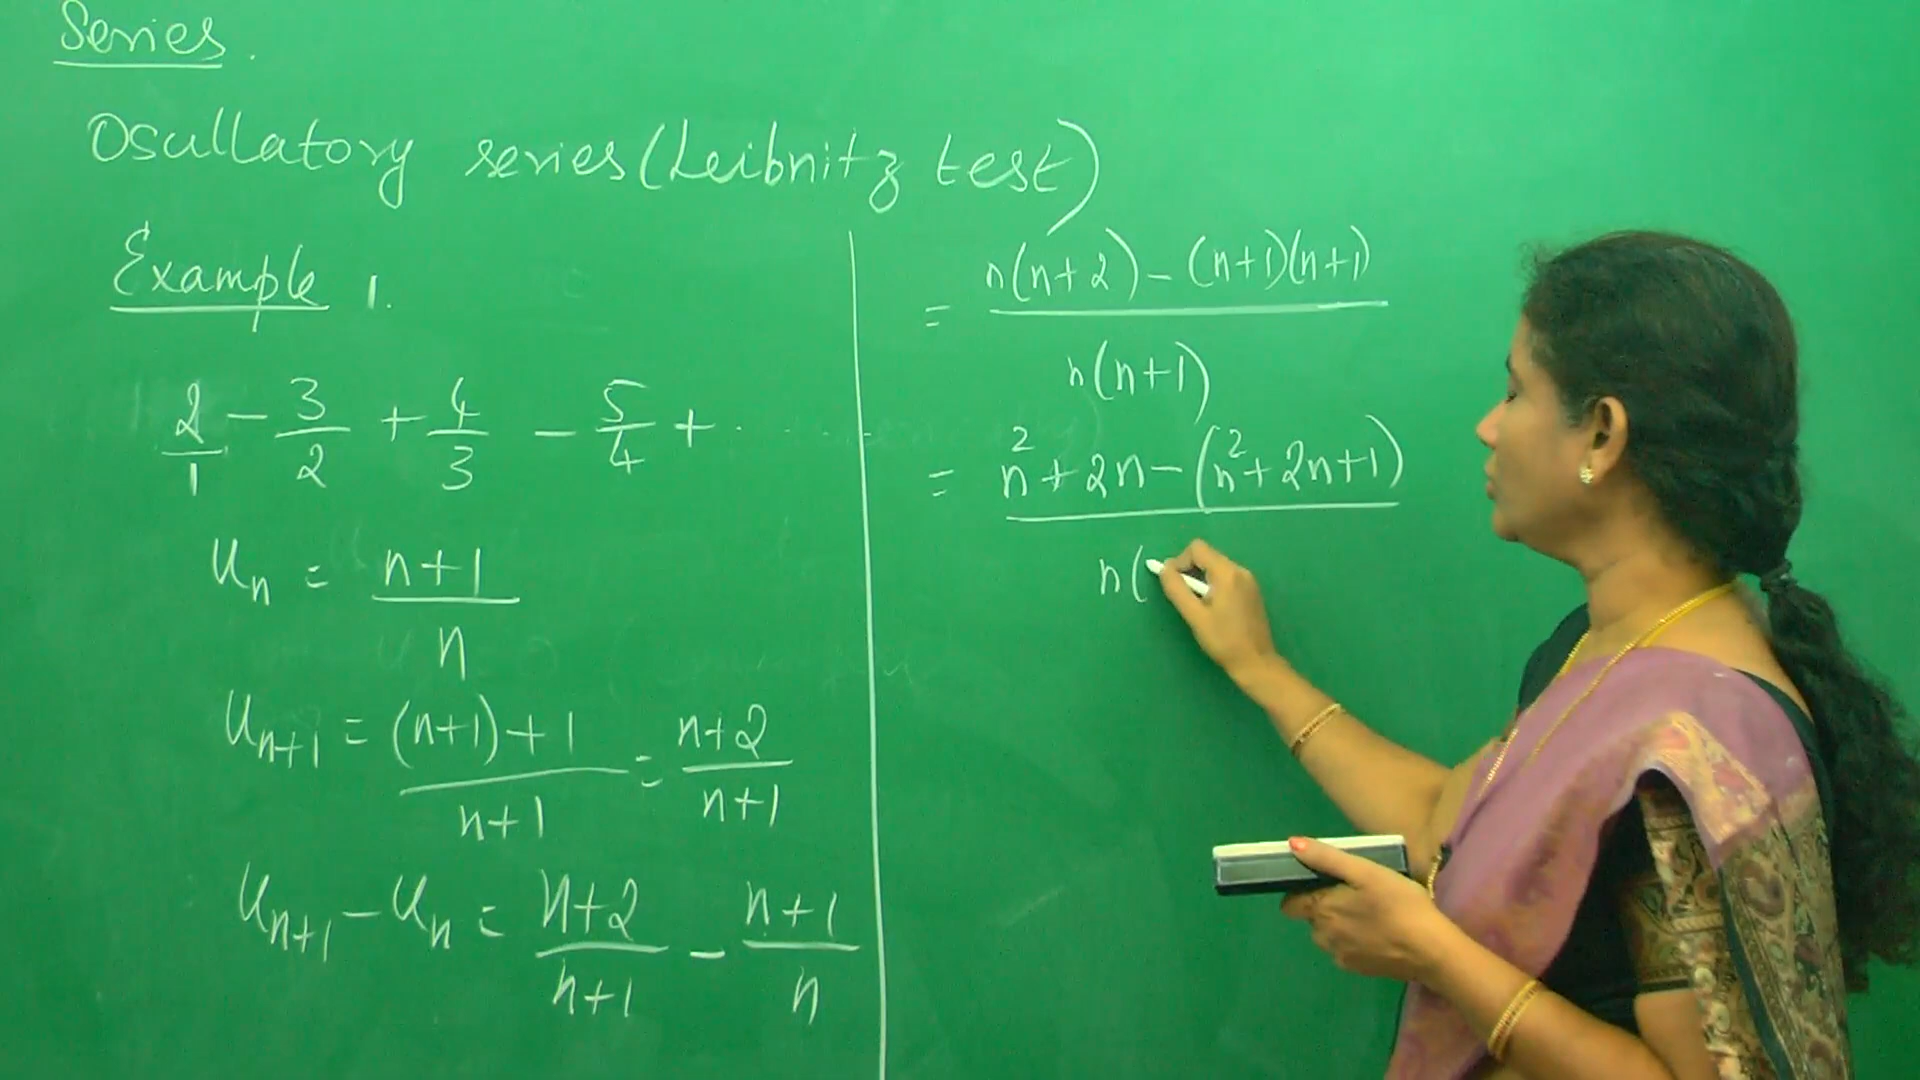 Series.
Oscillatory series (Leibnitz test)
Example 1.
2/1 - 3/2 + 4/3 - 5/4 + ........
un = (n+1)/n
un+1 = ((n+1)+1)/(n+1) = (n+2)/(n+1)
un+1 - un = (n+2)/(n+1) - (n+1)/n
= (n(n+2) - (n+1)(n+1))/(n(n+1))
= (n² + 2n - (n² + 2n + 1))/(n(